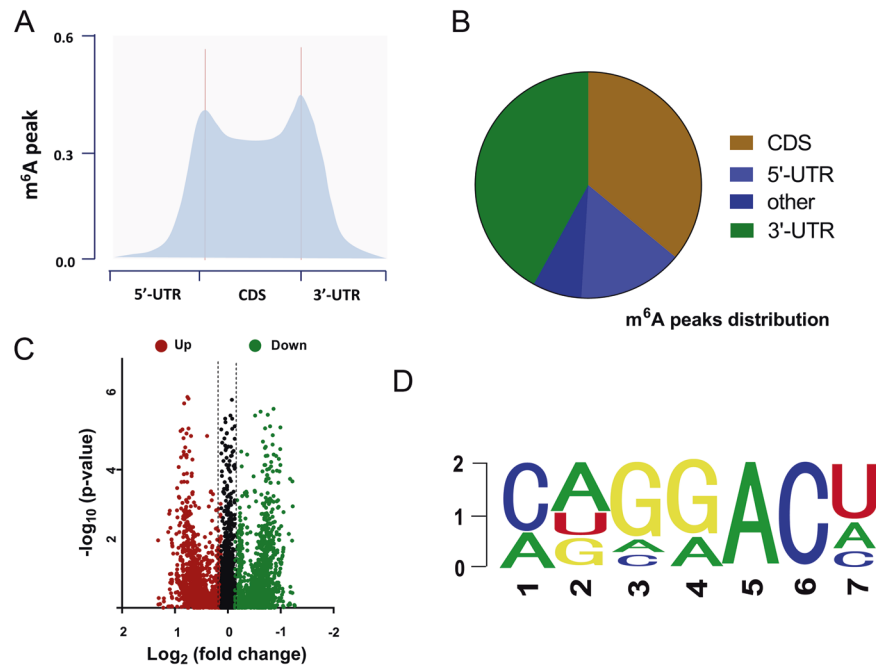 A
0.6
0.3
0.0
m⁶A peak
5'-UTR CDS 3'-UTR
B
CDS
5'-UTR
other
3'-UTR
m⁶A peaks distribution
C
Up Down
6
4
2
-log₁₀ (p-value)
2 1 0 -1 -2
Log₂ (fold change)
D
2
1
0
C A G G A C U
A U A A A
G C C
1 2 3 4 5 6 7